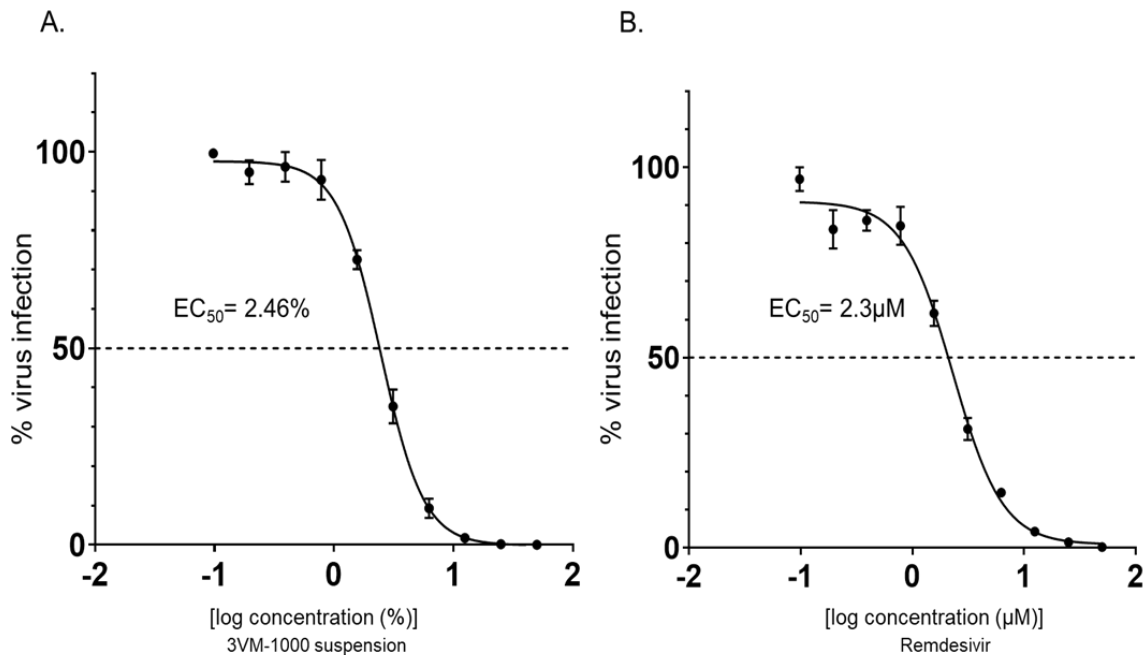 A.
100
50
0
% virus infection
EC₅₀= 2.46%
-2 -1 0 1 2
[log concentration (%)]
3VM-1000 suspension
B.
100
50
0
% virus infection
EC₅₀= 2.3µM
-2 -1 0 1 2
[log concentration (µM)]
Remdesivir